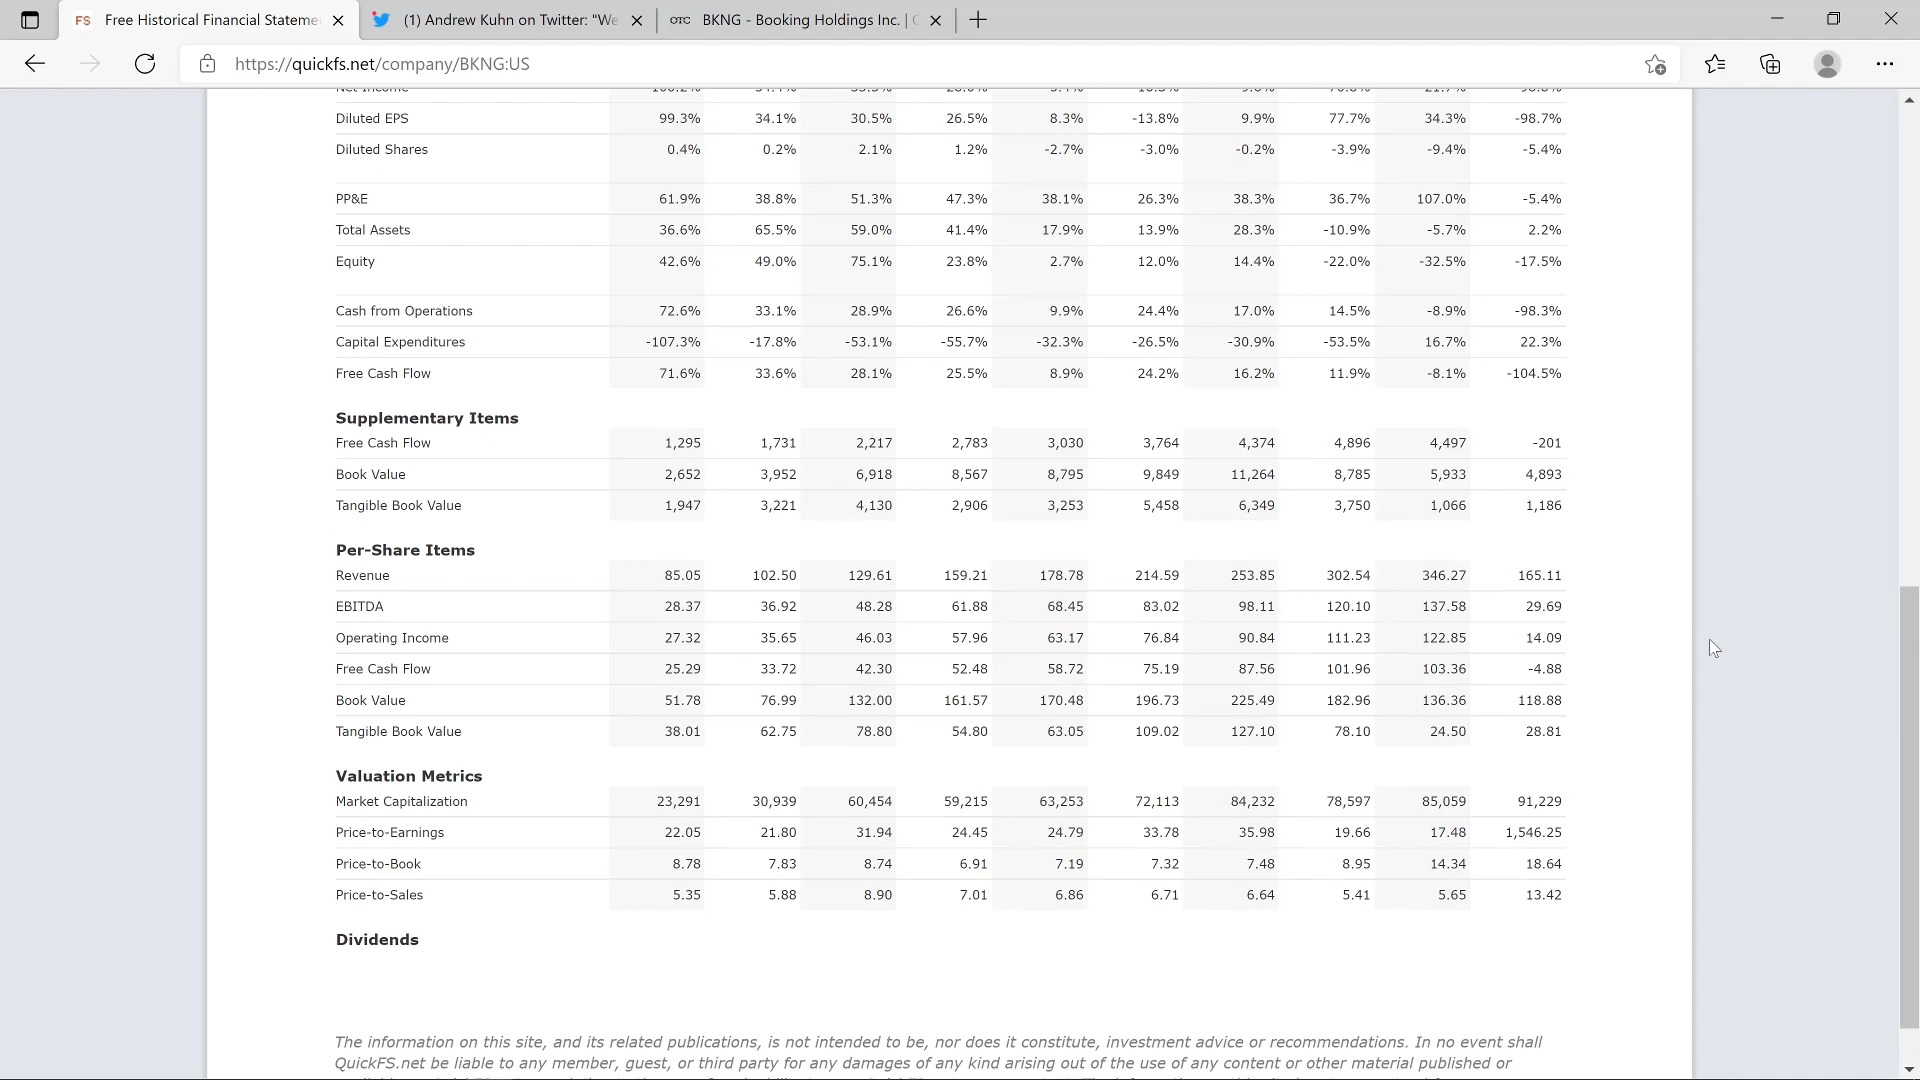 Free Historical Financial Stateme
(1) Andrew Kuhn on Twitter: "We
OTC BKNG - Booking Holdings Inc. |
https://quickfs.net/company/BKNG:US
Net Income
Diluted EPS 99.3% 34.1% 30.5% 26.5% 8.3% -13.8% 9.9% 77.7% 34.3% -98.7%
Diluted Shares 0.4% 0.2% 2.1% 1.2% -2.7% -3.0% -0.2% -3.9% -9.4% -5.4%
PP&E 61.9% 38.8% 51.3% 47.3% 38.1% 26.3% 38.3% 36.7% 107.0% -5.4%
Total Assets 36.6% 65.5% 59.0% 41.4% 17.9% 13.9% 28.3% -10.9% -5.7% 2.2%
Equity 42.6% 49.0% 75.1% 23.8% 2.7% 12.0% 14.4% -22.0% -32.5% -17.5%
Cash from Operations 72.6% 33.1% 28.9% 26.6% 9.9% 24.4% 17.0% 14.5% -8.9% -98.3%
Capital Expenditures -107.3% -17.8% -53.1% -55.7% -32.3% -26.5% -30.9% -53.5% 16.7% 22.3%
Free Cash Flow 71.6% 33.6% 28.1% 25.5% 8.9% 24.2% 16.2% 11.9% -8.1% -104.5%
Supplementary Items
Free Cash Flow 1,295 1,731 2,217 2,783 3,030 3,764 4,374 4,896 4,497 -201
Book Value 2,652 3,952 6,918 8,567 8,795 9,849 11,264 8,785 5,933 4,893
Tangible Book Value 1,947 3,221 4,130 2,906 3,253 5,458 6,349 3,750 1,066 1,186
Per-Share Items
Revenue 85.05 102.50 129.61 159.21 178.78 214.59 253.85 302.54 346.27 165.11
EBITDA 28.37 36.92 48.28 61.88 68.45 83.02 98.11 120.10 137.58 29.69
Operating Income 27.32 35.65 46.03 57.96 63.17 76.84 90.84 111.23 122.85 14.09
Free Cash Flow 25.29 33.72 42.30 52.48 58.72 75.19 87.56 101.96 103.36 -4.88
Book Value 51.78 76.99 132.00 161.57 170.48 196.73 225.49 182.96 136.36 118.88
Tangible Book Value 38.01 62.75 78.80 54.80 63.05 109.02 127.10 78.10 24.50 28.81
Valuation Metrics
Market Capitalization 23,291 30,939 60,454 59,215 63,253 72,113 84,232 78,597 85,059 91,229
Price-to-Earnings 22.05 21.80 31.94 24.45 24.79 33.78 35.98 19.66 17.48 1,546.25
Price-to-Book 8.78 7.83 8.74 6.91 7.19 7.32 7.48 8.95 14.34 18.64
Price-to-Sales 5.35 5.88 8.90 7.01 6.86 6.71 6.64 5.41 5.65 13.42
Dividends
The information on this site, and its related publications, is not intended to be, nor does it constitute, investment advice or recommendations. In no event shall
QuickFS.net be liable to any member, guest, or third party for any damages of any kind arising out of the use of any content or other material published or